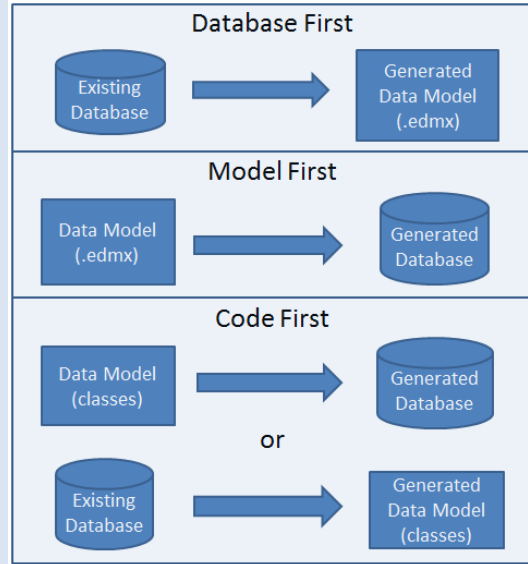 Database First
Existing
Database
Generated
Data Model
(.edmx)
Model First
Data Model
(.edmx)
Generated
Database
Code First
Data Model
(classes)
Generated
Database
or
Existing
Database
Generated
Data Model
(classes)